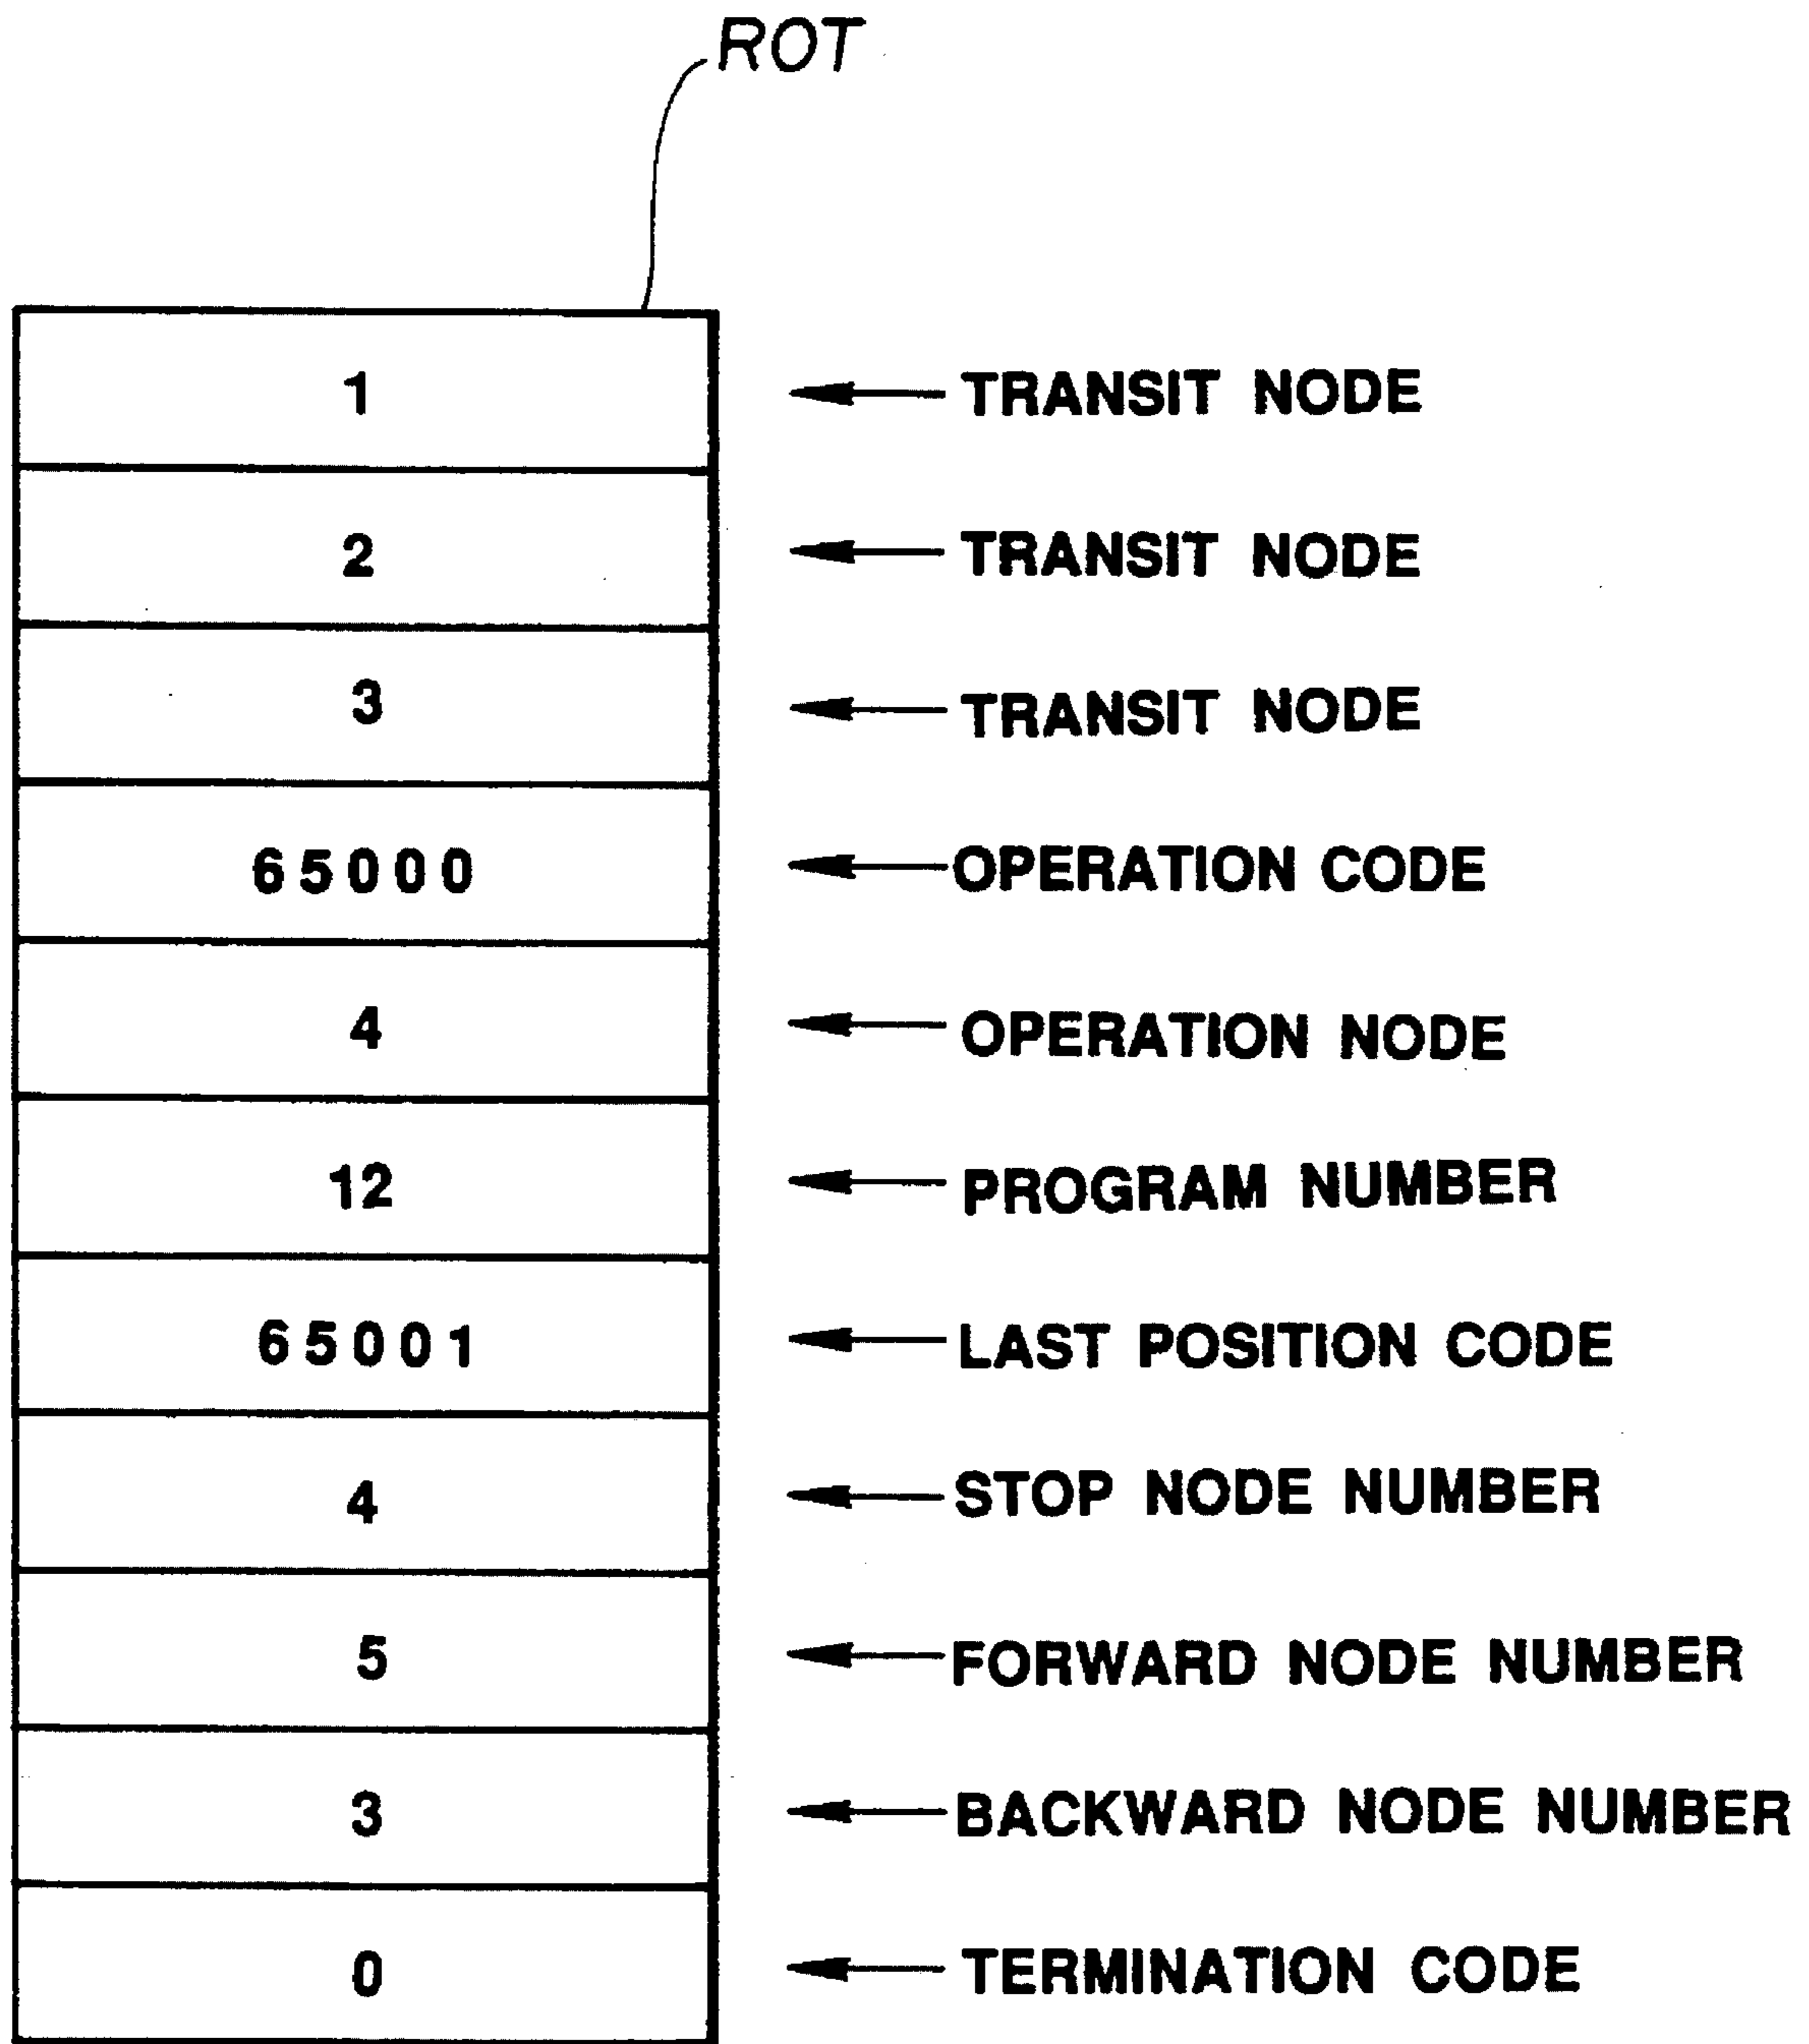 ROT
1 TRANSIT NODE
2 TRANSIT NODE
3 TRANSIT NODE
65000 OPERATION CODE
4 OPERATION NODE
12 PROGRAM NUMBER
65001 LAST POSITION CODE
4 STOP NODE NUMBER
5 FORWARD NODE NUMBER
3 BACKWARD NODE NUMBER
0 TERMINATION CODE